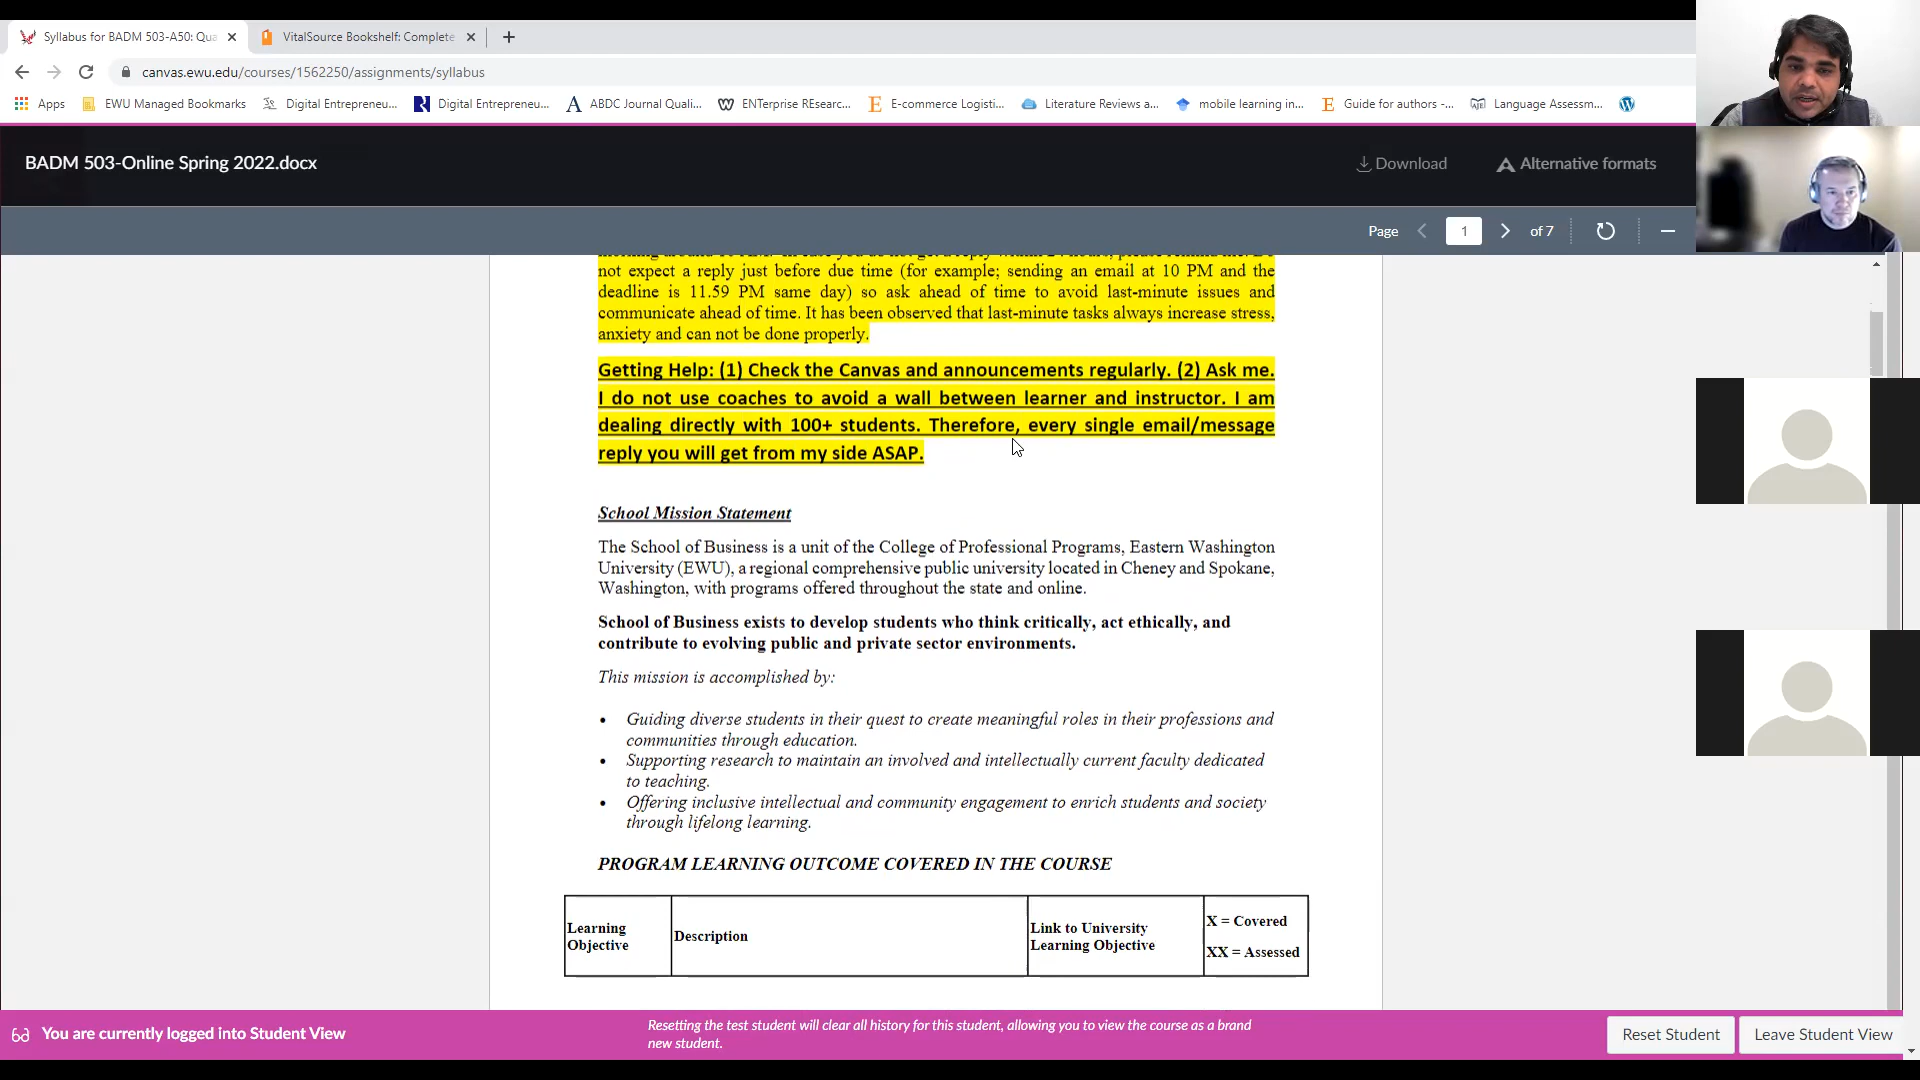 Syllabus for BADM 503-A50: Qua
VitalSource Bookshelf: Complete
canvas.ewu.edu/courses/1562250/assignments/syllabus
Apps EWU Managed Bookmarks Digital Entrepreneu... Digital Entrepreneu... ABDC Journal Quali... ENTerprise REsearc... E-commerce Logisti... Literature Reviews a... mobile learning in... Guide for authors -... Language Assessm...
BADM 503-Online Spring 2022.docx
Download Alternative formats
Page 1 of 7
not expect a reply just before due time (for example; sending an email at 10 PM and the
deadline is 11.59 PM same day) so ask ahead of time to avoid last-minute issues and
communicate ahead of time. It has been observed that last-minute tasks always increase stress,
anxiety and can not be done properly.
Getting Help: (1) Check the Canvas and announcements regularly. (2) Ask me.
I do not use coaches to avoid a wall between learner and instructor. I am
dealing directly with 100+ students. Therefore, every single email/message
reply you will get from my side ASAP.
School Mission Statement
The School of Business is a unit of the College of Professional Programs, Eastern Washington
University (EWU), a regional comprehensive public university located in Cheney and Spokane,
Washington, with programs offered throughout the state and online.
School of Business exists to develop students who think critically, act ethically, and
contribute to evolving public and private sector environments.
This mission is accomplished by:
• Guiding diverse students in their quest to create meaningful roles in their professions and
communities through education.
• Supporting research to maintain an involved and intellectually current faculty dedicated
to teaching.
• Offering inclusive intellectual and community engagement to enrich students and society
through lifelong learning.
PROGRAM LEARNING OUTCOME COVERED IN THE COURSE
Learning
Objective
Description
Link to University
Learning Objective
X = Covered
XX = Assessed
You are currently logged into Student View
Resetting the test student will clear all history for this student, allowing you to view the course as a brand
new student.
Reset Student
Leave Student View